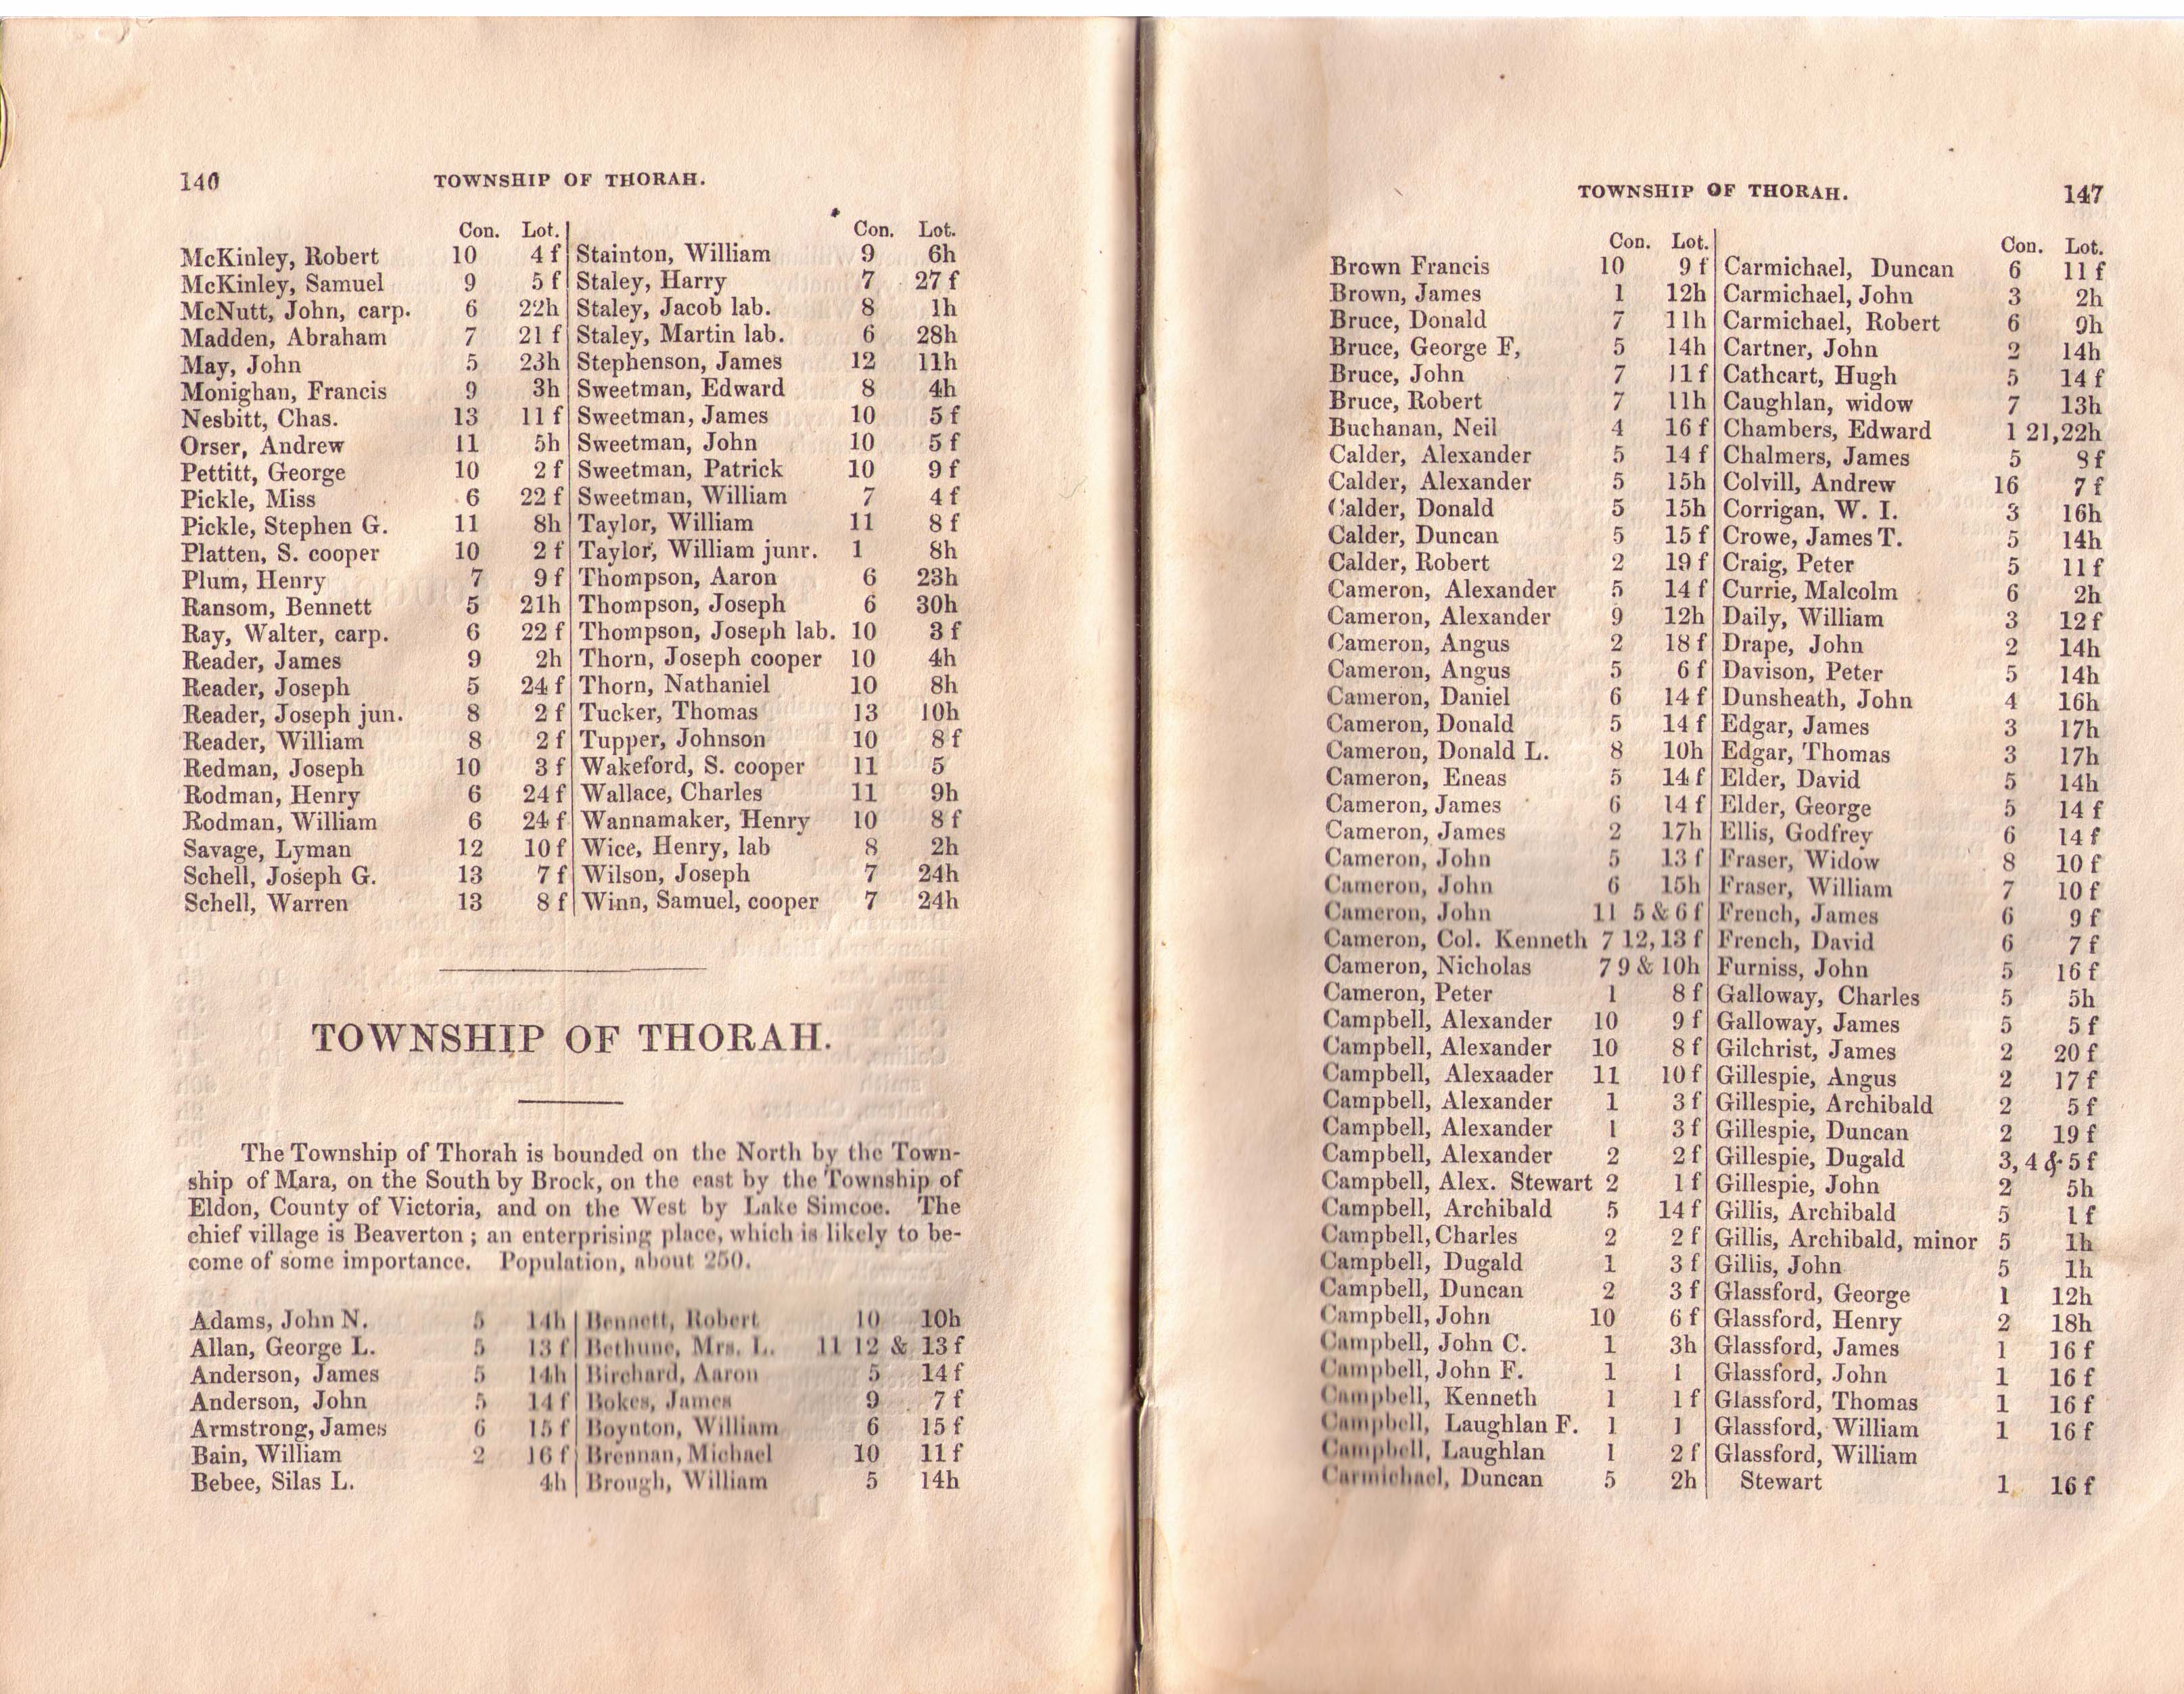 146 TOWNSHIP OF THORAH.
Con. Lot.
McKinley, Robert 10 4 f
McKinley, Samuel 9 5 f
McNutt, John, carp. 6 22h
Madden, Abraham 7 21 f
May, John 5 23h
Monighan, Francis 9 3h
Nesbitt, Chas. 13 11 f
Orser, Andrew 11 5h
Pettitt, George 10 2 f
Pickle, Miss 6 22 f
Pickle, Stephen G. 11 8h
Platten, S. cooper 10 2 f
Plum, Henry 7 9 f
Ransom, Bennett 5 21h
Ray, Walter, carp. 6 22 f
Reader, James 9 2h
Reader, Joseph 5 24 f
Reader, Joseph jun. 8 2 f
Reader, William 8 2 f
Redman, Joseph 10 3 f
Rodman, Henry 6 24 f
Rodman, William 6 24 f
Savage, Lyman 12 10 f
Schell, Joseph G. 13 7 f
Schell, Warren 13 8 f
Con. Lot.
Stainton, William 9 6h
Staley, Harry 7 27 f
Staley, Jacob lab. 8 1h
Staley, Martin lab. 6 28h
Stephenson, James 12 11h
Sweetman, Edward 8 4h
Sweetman, James 10 5 f
Sweetman, John 10 5 f
Sweetman, Patrick 10 9 f
Sweetman, William 7 4 f
Taylor, William 11 8 f
Taylor, William junr. 1 8h
Thompson, Aaron 6 23h
Thompson, Joseph 6 30h
Thompson, Joseph lab. 10 3 f
Thorn, Joseph cooper 10 4h
Thorn, Nathaniel 10 8h
Tucker, Thomas 13 10h
Tupper, Johnson 10 8 f
Wakeford, S. cooper 11 5
Wallace, Charles 11 9h
Wannamaker, Henry 10 8 f
Wice, Henry, lab 8 2h
Wilson, Joseph 7 24h
Winn, Samuel, cooper 7 24h
TOWNSHIP OF THORAH.
The Township of Thorah is bounded on the North by the Town-
ship of Mara, on the South by Brock, on the east by the Township of
Eldon, County of Victoria, and on the West by Lake Simcoe. The
chief village is Beaverton ; an enterprising place, which is likely to be-
come of some importance. Population, about 250.
Adams, John N. 5 14h
Allan, George L. 5 13 f
Anderson, James 5 14h
Anderson, John 5 14 f
Armstrong, James 6 15 f
Bain, William 2 16 f
Bebee, Silas L. 4h
Bennett, Robert 10 10h
Bethune, Mrs. L. 11 12 & 13 f
Birchard, Aaron 5 14 f
Bokes, James 9 7 f
Boynton, William 6 15 f
Brennan, Michael 10 11 f
Brough, William 5 14h
TOWNSHIP OF THORAH. 147
Con. Lot.
Brown Francis 10 9 f
Brown, James 1 12h
Bruce, Donald 7 11h
Bruce, George F, 5 14h
Bruce, John 7 11 f
Bruce, Robert 7 11h
Buchanan, Neil 4 16 f
Calder, Alexander 5 14 f
Calder, Alexander 5 15h
Calder, Donald 5 15h
Calder, Duncan 5 15 f
Calder, Robert 2 19 f
Cameron, Alexander 5 14 f
Cameron, Alexander 9 12h
Cameron, Angus 2 18 f
Cameron, Angus 5 6 f
Cameron, Daniel 6 14 f
Cameron, Donald 5 14 f
Cameron, Donald L. 8 10h
Cameron, Eneas 5 14 f
Cameron, James 6 14 f
Cameron, James 2 17h
Cameron, John 5 13 f
Cameron, John 6 15h
Cameron, John 11 5 & 6 f
Cameron, Col. Kenneth 7 12, 13 f
Cameron, Nicholas 7 9 & 10h
Cameron, Peter 1 8 f
Campbell, Alexander 10 9 f
Campbell, Alexander 10 8 f
Campbell, Alexaader 11 10 f
Campbell, Alexander 1 3 f
Campbell, Alexander 1 3 f
Campbell, Alexander 2 2 f
Campbell, Alex. Stewart 2 1 f
Campbell, Archibald 5 14 f
Campbell, Charles 2 2 f
Campbell, Dugald 1 3 f
Campbell, Duncan 2 3 f
Campbell, John 10 6 f
Campbell, John C. 1 3h
Campbell, John F. 1 1
Campbell, Kenneth 1 1 f
Campbell, Laughlan F. 1 1
Campbell, Laughlan 1 2 f
Carmichael, Duncan 5 2h
Con. Lot.
Carmichael, Duncan 6 11 f
Carmichael, John 3 2h
Carmichael, Robert 6 9h
Cartner, John 2 14h
Cathcart, Hugh 5 14 f
Caughlan, widow 7 13h
Chambers, Edward 1 21,22h
Chalmers, James 5 8 f
Colvill, Andrew 16 7 f
Corrigan, W. I. 3 16h
Crowe, James T. 5 14h
Craig, Peter 5 11 f
Currie, Malcolm 6 2h
Daily, William 3 12 f
Drape, John 2 14h
Davison, Peter 5 14h
Dunsheath, John 4 16h
Edgar, James 3 17h
Edgar, Thomas 3 17h
Elder, David 5 14h
Elder, George 5 14 f
Ellis, Godfrey 6 14 f
Fraser, Widow 8 10 f
Fraser, William 7 10 f
French, James 6 9 f
French, David 6 7 f
Furniss, John 5 16 f
Galloway, Charles 5 5h
Galloway, James 5 5 f
Gilchrist, James 2 20 f
Gillespie, Angus 2 17 f
Gillespie, Archibald 2 5 f
Gillespie, Duncan 2 19 f
Gillespie, Dugald 3, 4 & 5 f
Gillespie, John 2 5h
Gillis, Archibald 5 1 f
Gillis, Archibald, minor 5 1h
Gillis, John 5 1h
Glassford, George 1 12h
Glassford, Henry 2 18h
Glassford, James 1 16 f
Glassford, John 1 16 f
Glassford, Thomas 1 16 f
Glassford, William 1 16 f
Glassford, William
Stewart 1 16 f